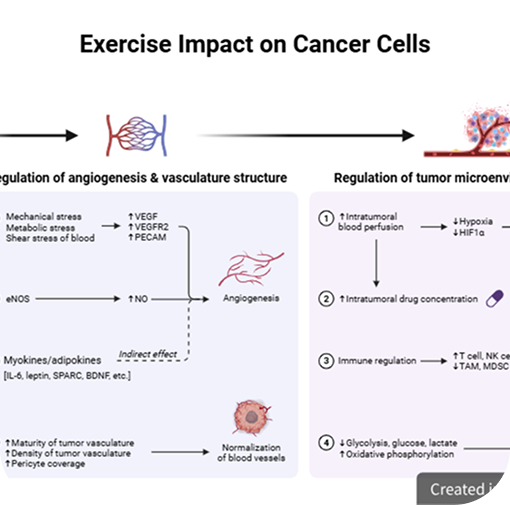 Exercise Impact on Cancer Cells
egulation of angiogenesis & vasculature structure
Mechanical stress
Metabolic stress
Shear stress of blood
↑VEGF
↑VEGFR2
↑PECAM
eNOS
↑NO
Angiogenesis
Myokines/adipokines
[IL-6, leptin, SPARC, BDNF, etc.]
Indirect effect
↑Maturity of tumor vasculature
↑Density of tumor vasculature
↑Pericyte coverage
Normalization
of blood vessels
Regulation of tumor microenvi
1 ↑Intratumoral
blood perfusion
↓Hypoxia
↓HIF1α
2 ↑Intratumoral drug concentration
3 Immune regulation
↑T cell, NK ce
↓TAM, MDSC
4 ↓Glycolysis, glucose, lactate
↑Oxidative phosphorylation
Created i